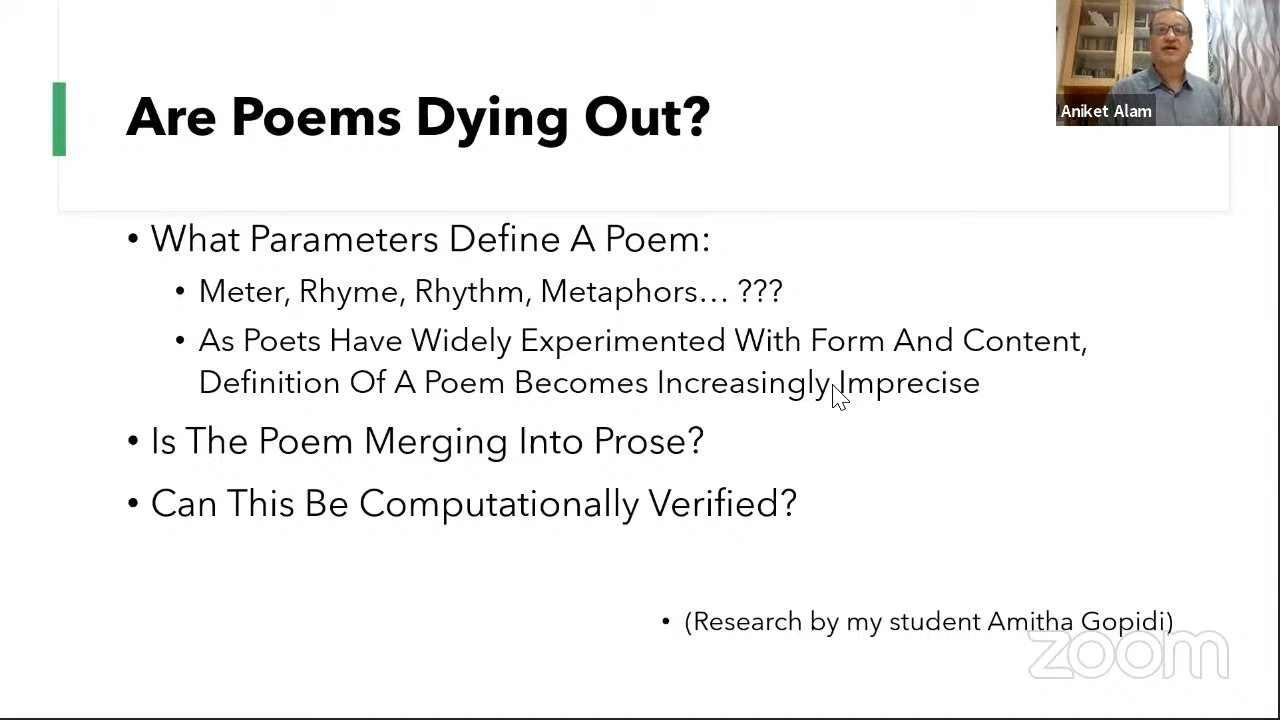 Are Poems Dying Out?
Aniket Alam
• What Parameters Define A Poem:
• Meter, Rhyme, Rhythm, Metaphors… ???
• As Poets Have Widely Experimented With Form And Content,
Definition Of A Poem Becomes Increasingly Imprecise
• Is The Poem Merging Into Prose?
• Can This Be Computationally Verified?
• (Research by my student Amitha Gopidi)
zoom